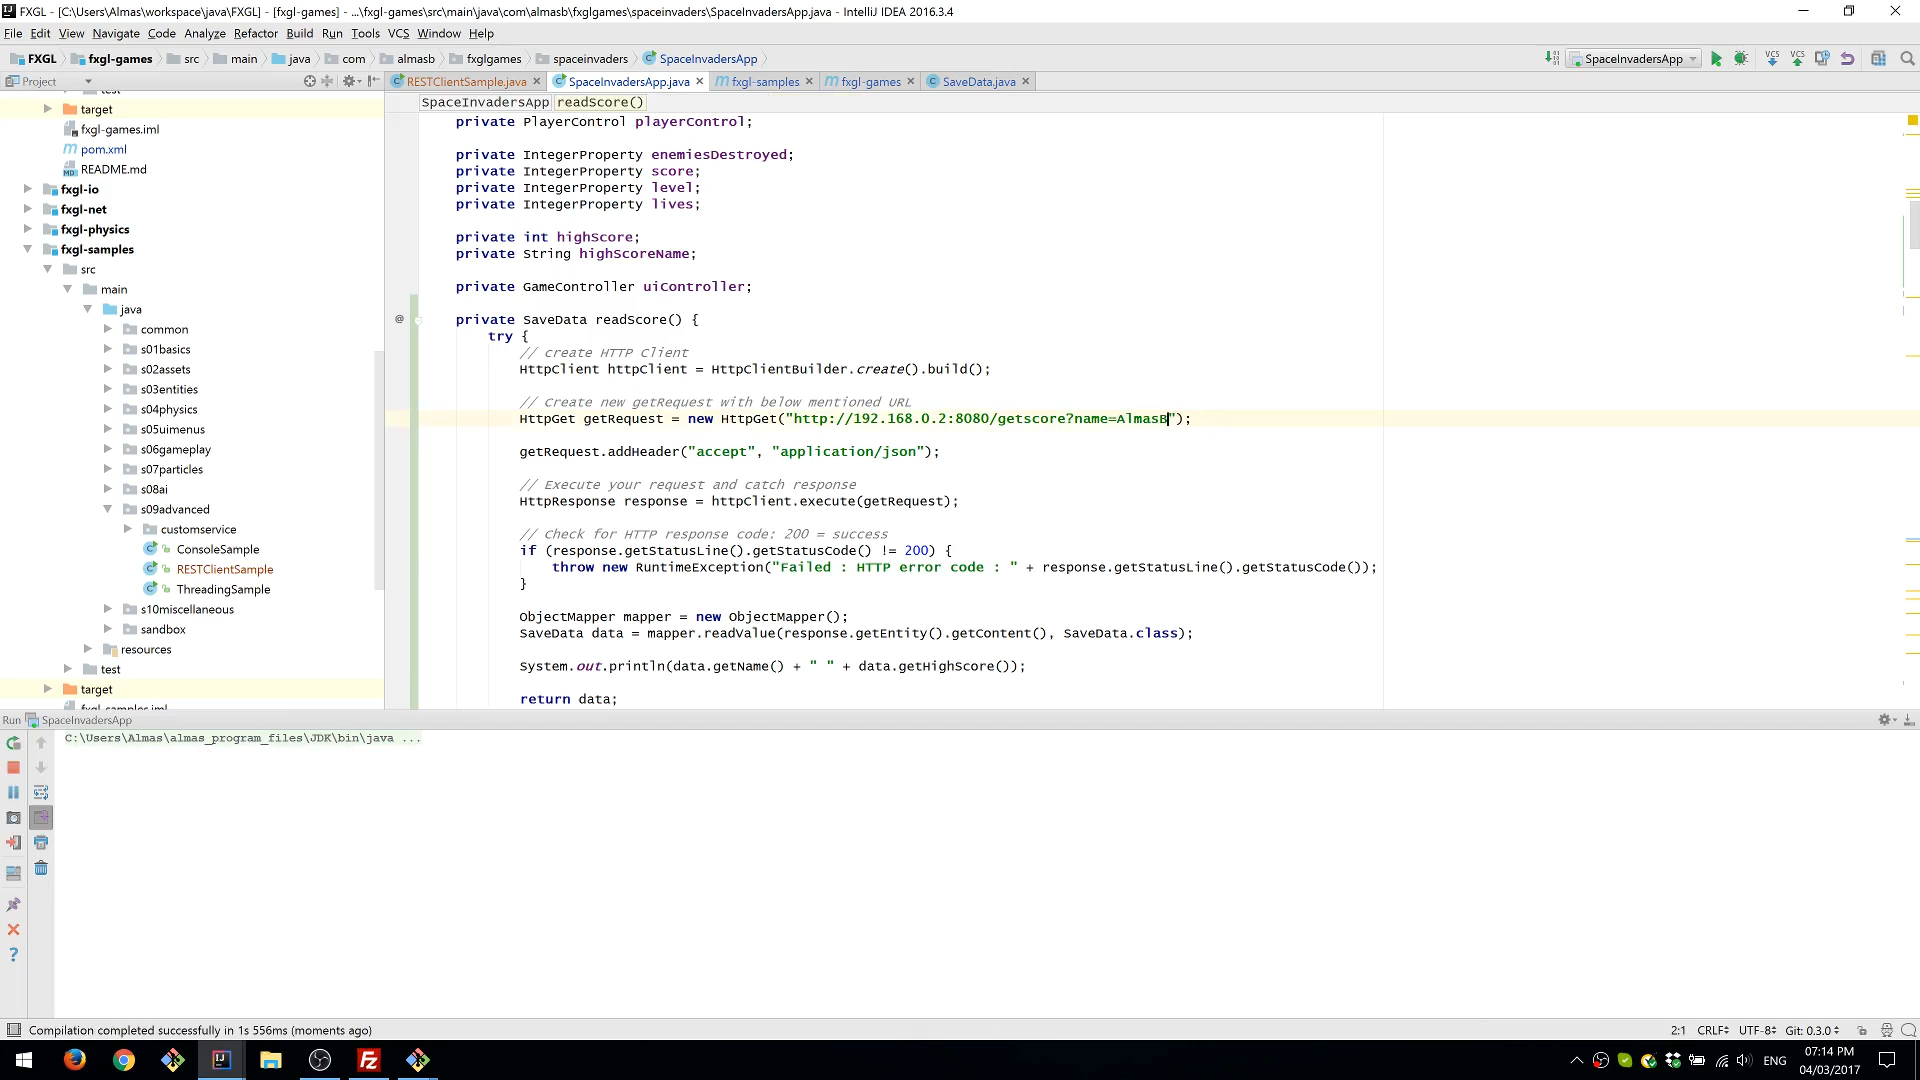 FXGL - [C:\Users\Almas\workspace\java\FXGL] - [fxgl-games] - ...\fxgl-games\src\main\java\com\almasb\fxglgames\spaceinvaders\SpaceInvadersApp.java - IntelliJ IDEA 2016.3.4
File Edit View Navigate Code Analyze Refactor Build Run Tools VCS Window Help
FXGL fxgl-games src main java com almasb fxglgames spaceinvaders SpaceInvadersApp
SpaceInvadersApp
VCS VCS
Project
RESTClientSample.java SpaceInvadersApp.java fxgl-samples fxgl-games SaveData.java
SpaceInvadersApp readScore()
test
target
fxgl-games.iml
pom.xml
README.md
fxgl-io
fxgl-net
fxgl-physics
fxgl-samples
src
main
java
common
s01basics
s02assets
s03entities
s04physics
s05uimenus
s06gameplay
s07particles
s08ai
s09advanced
customservice
ConsoleSample
RESTClientSample
ThreadingSample
s10miscellaneous
sandbox
resources
test
target
fxgl-samples.iml
private PlayerControl playerControl;
private IntegerProperty enemiesDestroyed;
private IntegerProperty score;
private IntegerProperty level;
private IntegerProperty lives;
private int highScore;
private String highScoreName;
private GameController uiController;
@
private SaveData readScore() {
try {
// create HTTP Client
HttpClient httpClient = HttpClientBuilder.create().build();
// Create new getRequest with below mentioned URL
HttpGet getRequest = new HttpGet("http://192.168.0.2:8080/getscore?name=AlmasB");
getRequest.addHeader("accept", "application/json");
// Execute your request and catch response
HttpResponse response = httpClient.execute(getRequest);
// Check for HTTP response code: 200 = success
if (response.getStatusLine().getStatusCode() != 200) {
throw new RuntimeException("Failed : HTTP error code : " + response.getStatusLine().getStatusCode());
}
ObjectMapper mapper = new ObjectMapper();
SaveData data = mapper.readValue(response.getEntity().getContent(), SaveData.class);
System.out.println(data.getName() + " " + data.getHighScore());
return data;
Run SpaceInvadersApp
C:\Users\Almas\almas_program_files\JDK\bin\java ...
Compilation completed successfully in 1s 556ms (moments ago)
2:1 CRLF UTF-8 Git: 0.3.0
ENG
07:14 PM
04/03/2017